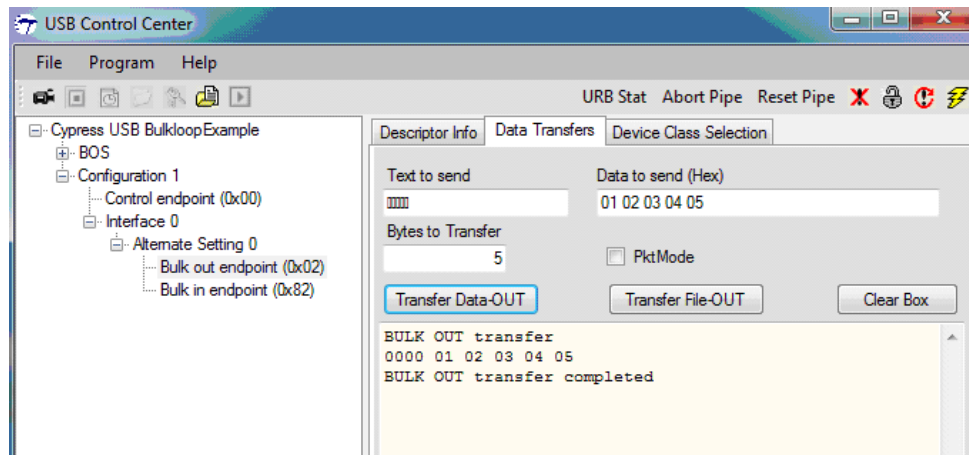 USB Control Center
File Program Help
URB Stat Abort Pipe Reset Pipe
Cypress USB BulkloopExample
BOS
Configuration 1
Control endpoint (0x00)
Interface 0
Alternate Setting 0
Bulk out endpoint (0x02)
Bulk in endpoint (0x82)
Descriptor Info Data Transfers Device Class Selection
Text to send Data to send (Hex)
01 02 03 04 05
Bytes to Transfer
5 PktMode
Transfer Data-OUT Transfer File-OUT Clear Box
BULK OUT transfer
0000 01 02 03 04 05
BULK OUT transfer completed